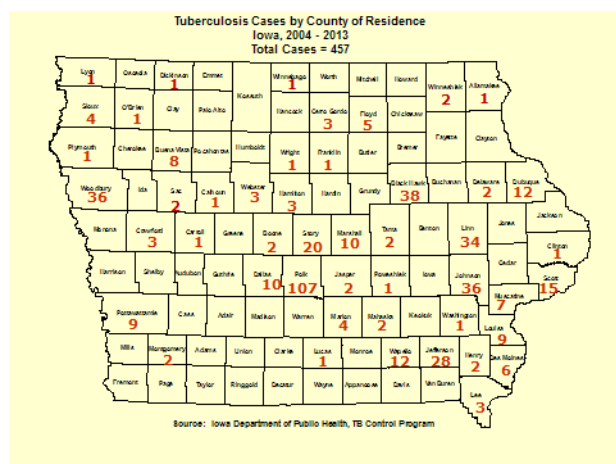 Tuberculosis Cases by County of Residence
Iowa, 2004 - 2013
Total Cases = 457
Lyon Osceola Dickinson Emmet Winnebago Worth Mitchell Howard Winneshiek Allamakee
1 1 1 2 1
Kossuth
Sioux O'Brien Clay Palo Alto Hancock Cerro Gordo Floyd Chickasaw
4 1 3 5
Fayette Clayton
Plymouth Cherokee Buena Vista Pocahontas Humboldt Wright Franklin Butler Bremer
1 8 1 1
Woodbury Ida Sac Calhoun Webster Hamilton Hardin Grundy Black Hawk Buchanan Delaware Dubuque
36 2 1 3 3 38 2 12
Monona Crawford Carroll Greene Boone Story Marshall Tama Benton Linn Jones Jackson
3 1 2 20 10 2 34
Clinton
1
Harrison Shelby Audubon Guthrie Dallas Polk Jasper Poweshiek Iowa Johnson Cedar Scott
10 107 2 1 36 15
Muscatine
7
Pottawattamie Cass Adair Madison Warren Marion Mahaska Keokuk Washington Louisa
9 4 2 1 9
Mills Montgomery Adams Union Clarke Lucas Monroe Wapello Jefferson Henry Des Moines
2 1 12 28 2 6
Fremont Page Taylor Ringgold Decatur Wayne Appanoose Davis Van Buren Lee
3
Source: Iowa Department of Public Health, TB Control Program